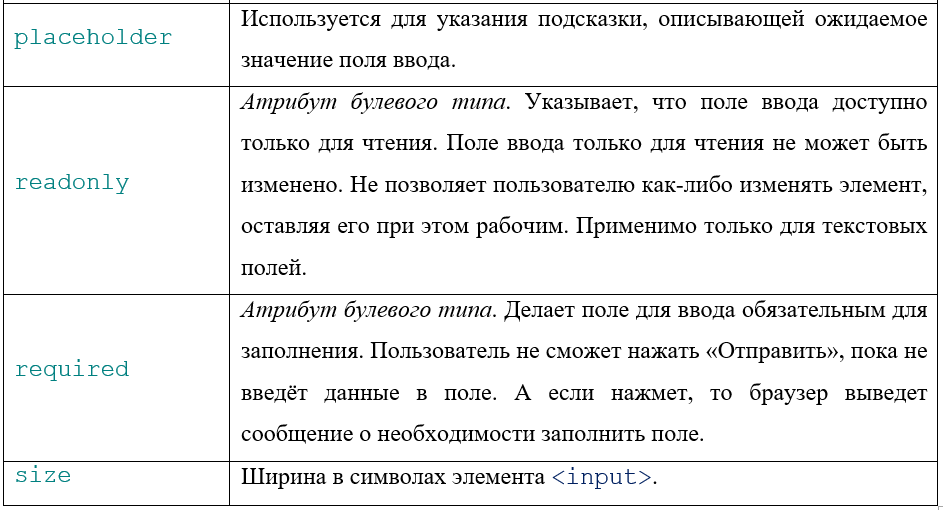 placeholder
Используется для указания подсказки, описывающей ожидаемое
значение поля ввода.
readonly
Атрибут булевого типа. Указывает, что поле ввода доступно
только для чтения. Поле ввода только для чтения не может быть
изменено. Не позволяет пользователю как-либо изменять элемент,
оставляя его при этом рабочим. Применимо только для текстовых
полей.
required
Атрибут булевого типа. Делает поле для ввода обязательным для
заполнения. Пользователь не сможет нажать «Отправить», пока не
введёт данные в поле. А если нажмет, то браузер выведет
сообщение о необходимости заполнить поле.
size
Ширина в символах элемента <input>.